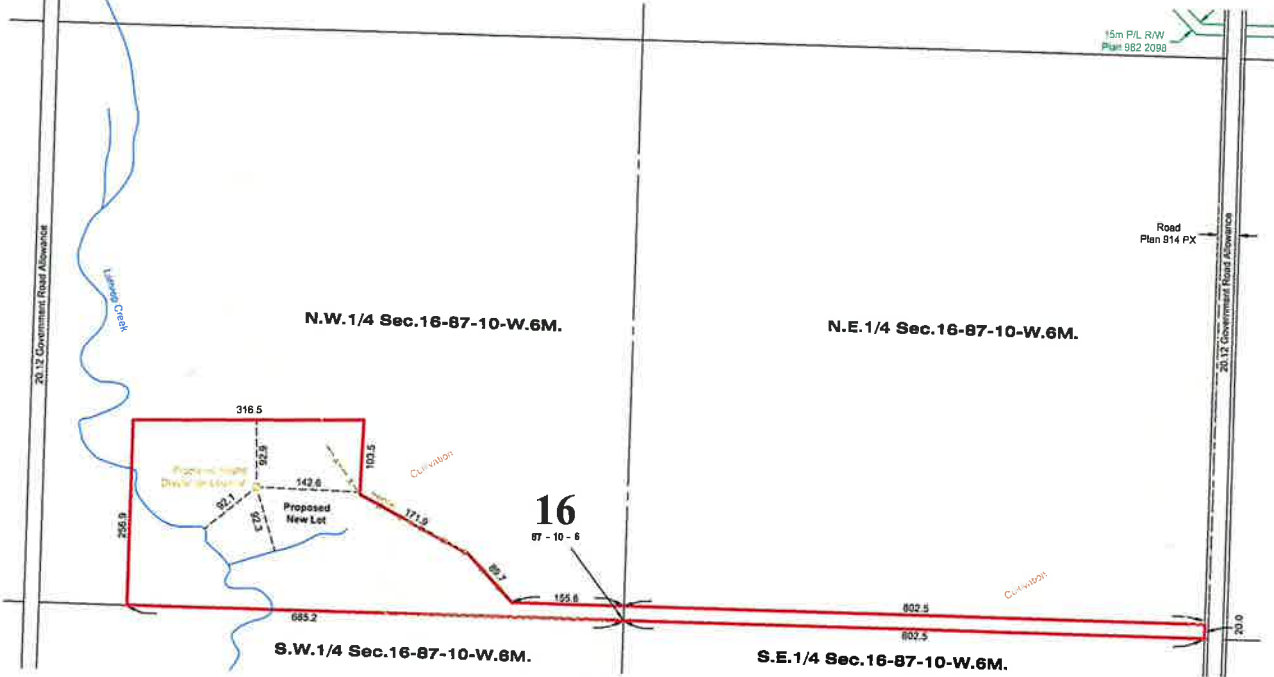 15m P/L R/W
Plan 982 2098
20.12 Government Road Allowance
Road
Plan 914 PX
20.12 Government Road Allowance
Creek
N.W.1/4 Sec.16-87-10-W.6M.
N.E.1/4 Sec.16-87-10-W.6M.
316.5
92.9
103.5
Cultivation
142.6
92.1
92.3
Proposed
New Lot
256.9
171.9
16
87 - 10 - 6
89.7
155.6
Cultivation
802.5
685.2
802.5
20.0
S.W.1/4 Sec.16-87-10-W.6M.
S.E.1/4 Sec.16-87-10-W.6M.